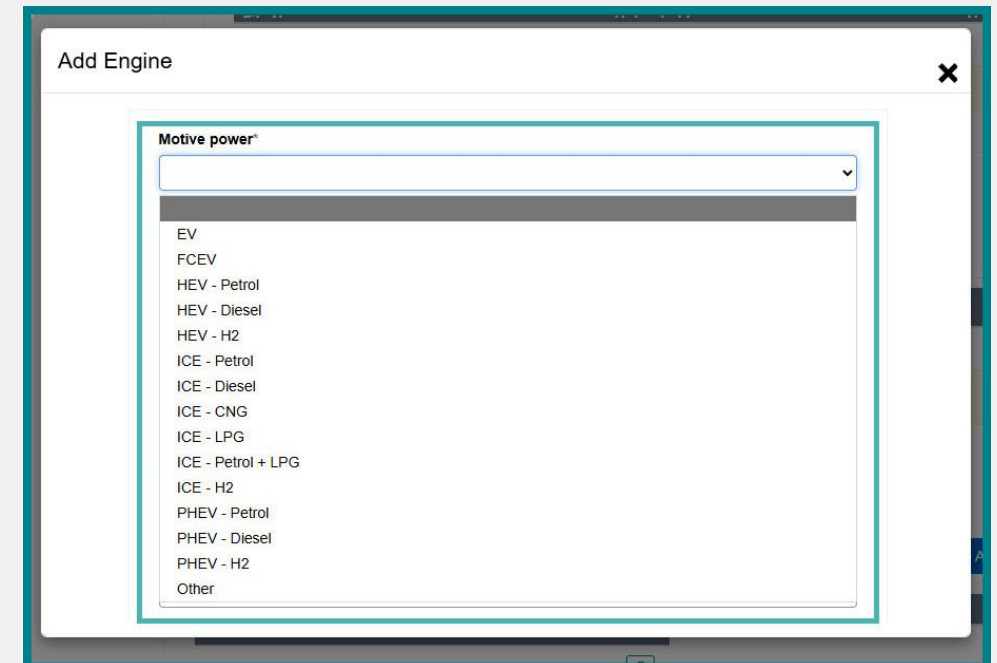 Add Engine
Motive power*
EV
FCEV
HEV - Petrol
HEV - Diesel
HEV - H2
ICE - Petrol
ICE - Diesel
ICE - CNG
ICE - LPG
ICE - Petrol + LPG
ICE - H2
PHEV - Petrol
PHEV - Diesel
PHEV - H2
Other